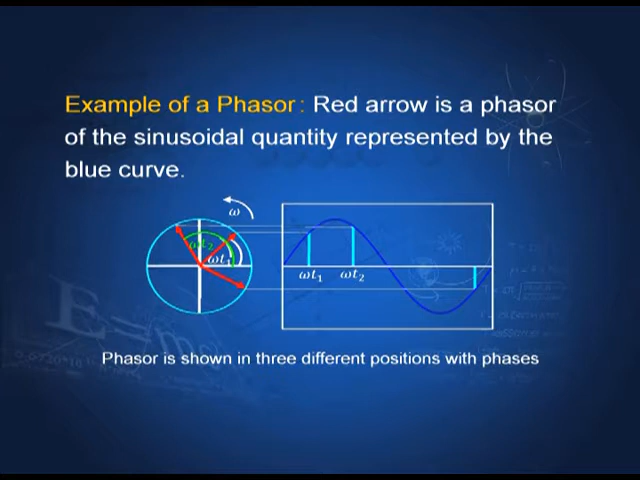 Example of a Phasor : Red arrow is a phasor
of the sinusoidal quantity represented by the
blue curve.
ω
ωt₂
ωt₁
ωt₁ ωt₂
Phasor is shown in three different positions with phases